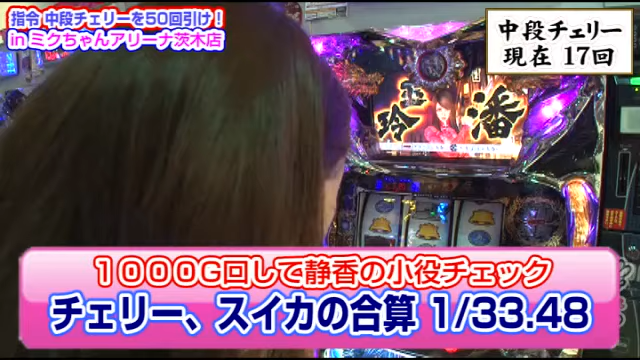 指令 中段チェリーを50回引け！
in ミクちゃんアリーナ茨木店
中段チェリー
現在 17回
玉玲
潘
１０００G回して静香の小役チェック
チェリー、スイカの合算 1/33.48